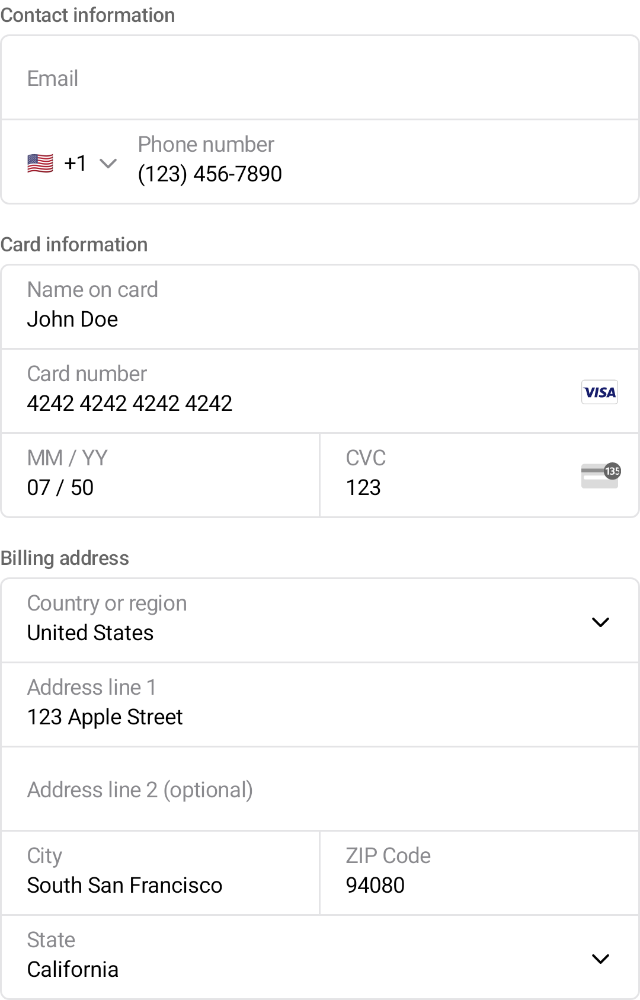 Contact information
Email
Phone number
+1 (123) 456-7890
Card information
Name on card
John Doe
Card number
4242 4242 4242 4242 VISA
MM / YY CVC
07 / 50 123 135
Billing address
Country or region
United States
Address line 1
123 Apple Street
Address line 2 (optional)
City ZIP Code
South San Francisco 94080
State
California